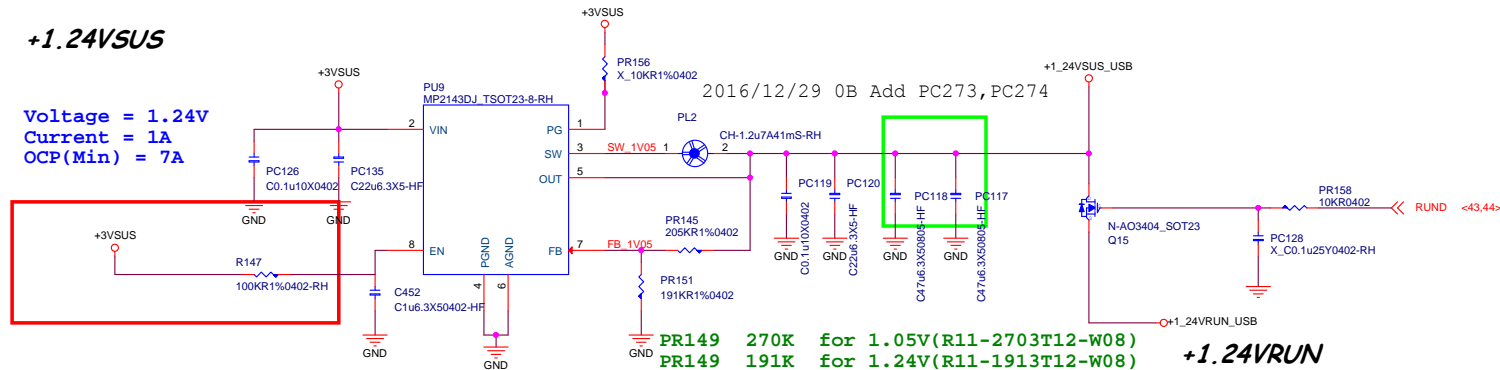 +1.24VSUS
Voltage = 1.24V
Current = 1A
OCP(Min) = 7A
+3VSUS
PC126
C0.1u10X0402
GND
PC135
C22u6.3X5-HF
GND
+3VSUS
R147
100KR1%0402-RH
C452
C1u6.3X50402-HF
GND
PU9
MP2143DJ_TSOT23-8-RH
2
VIN
8
EN
PG
1
SW
3
OUT
5
FB
7
PGND
4
AGND
6
GND
+3VSUS
PR156
X_10KR1%0402
2016/12/29 0B Add PC273,PC274
SW_1V05
1
PL2
2
CH-1.2u7A41mS-RH
FB_1V05
PR145
205KR1%0402
PR151
191KR1%0402
GND
PC119
C0.1u10X0402
GND
PC120
C22u6.3X5-HF
GND
PC118
C47u6.3X50805-HF
GND
PC117
C47u6.3X50805-HF
GND
+1_24VSUS_USB
N-AO3404_SOT23
Q15
PR158
10KR0402
RUND
<43,44>
PC128
X_C0.1u25Y0402-RH
+1_24VRUN_USB
+1.24VRUN
PR149 270K for 1.05V(R11-2703T12-W08)
PR149 191K for 1.24V(R11-1913T12-W08)